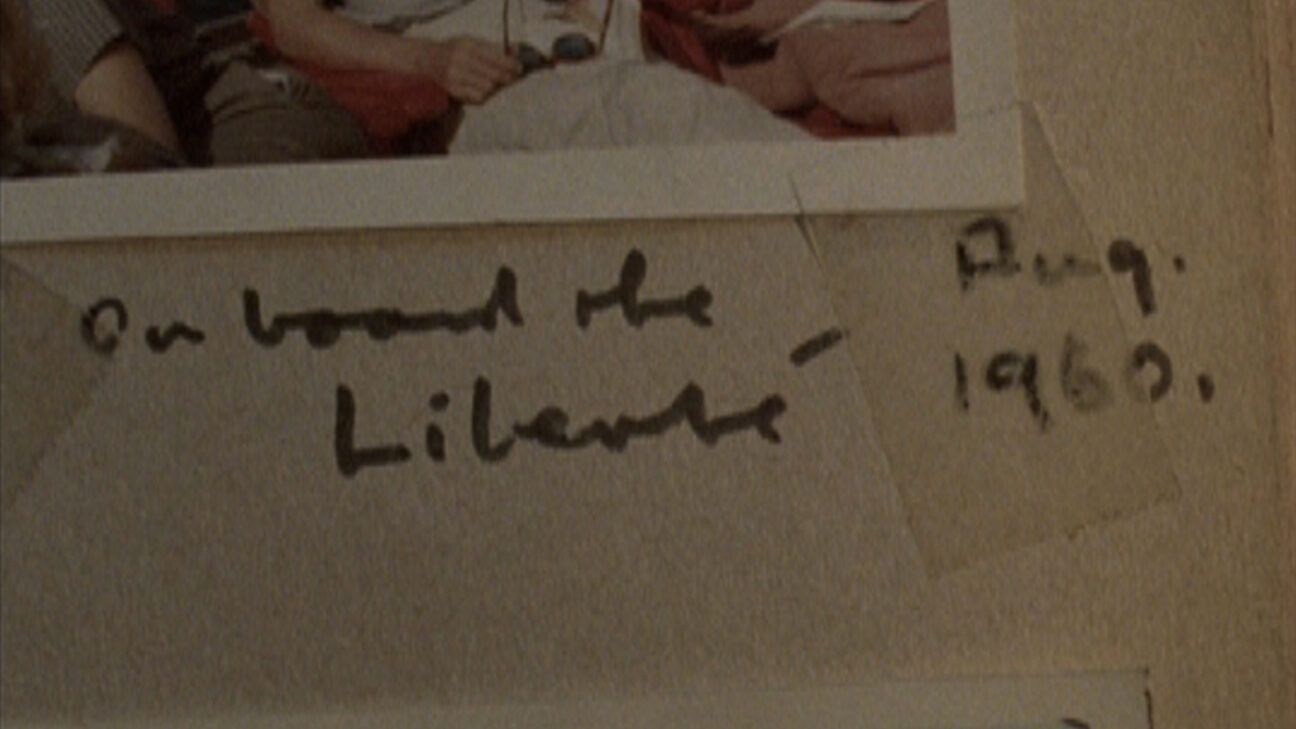 On board the
Liberté
Aug.
1960.